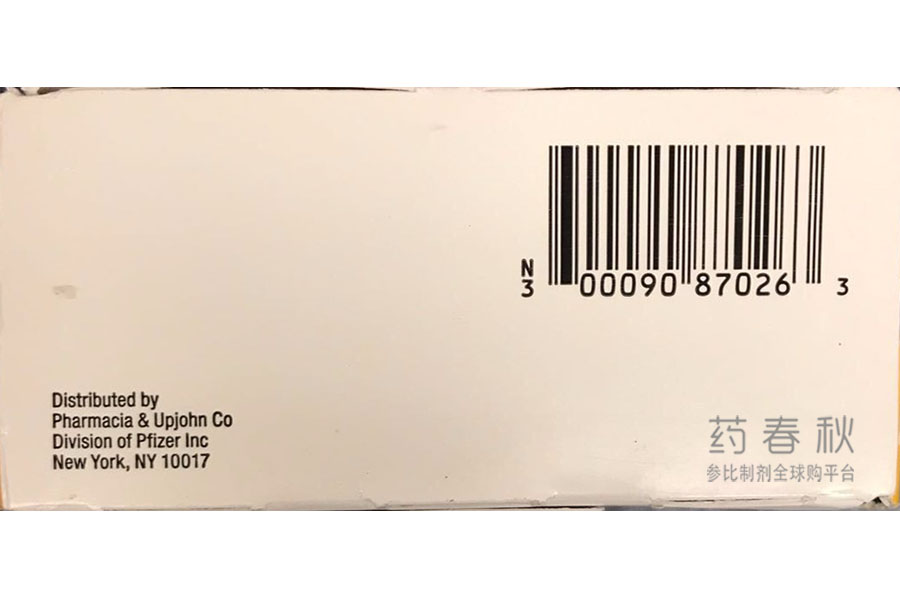 N
3 00090 87026 3
Distributed by
Pharmacia & Upjohn Co
Division of Pfizer Inc
New York, NY 10017
药春秋
参比制剂全球购平台